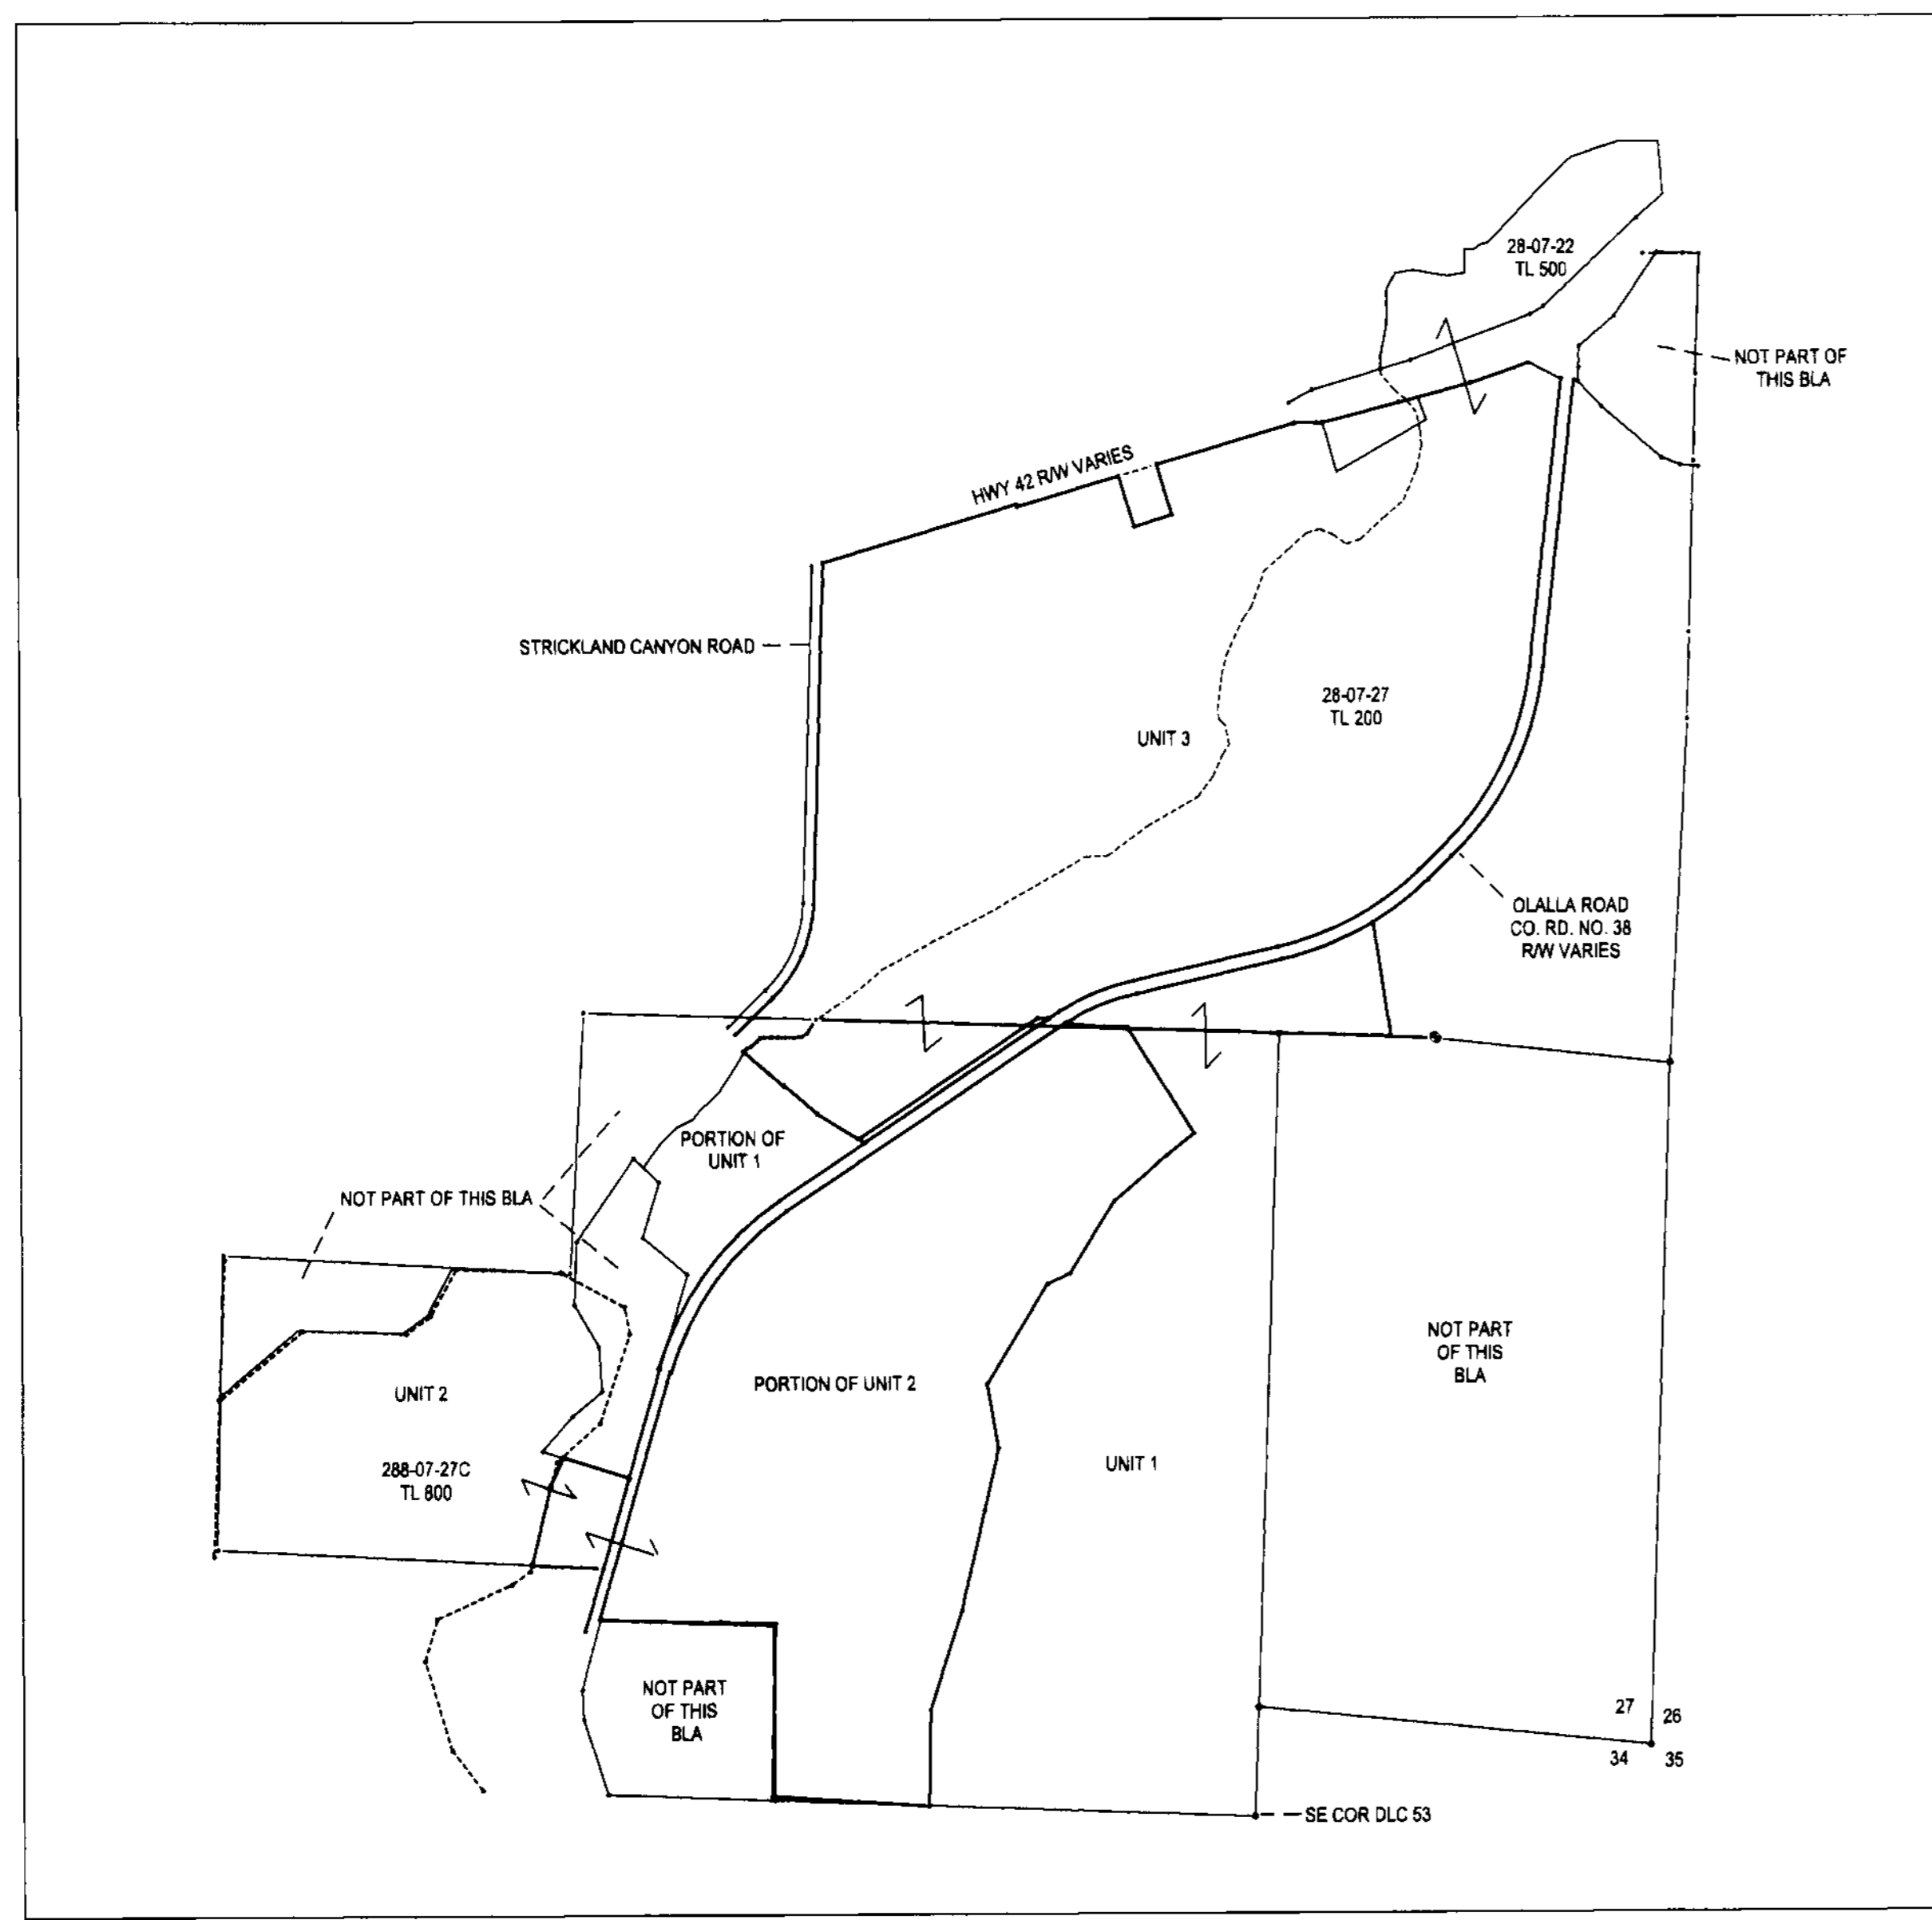 28-07-22
TL 500
NOT PART OF
THIS BLA
HWY 42 R/W VARIES
STRICKLAND CANYON ROAD
28-07-27
TL 200
UNIT 3
OLALLA ROAD
CO. RD. NO. 38
R/W VARIES
PORTION OF
UNIT 1
NOT PART OF THIS BLA
NOT PART
OF THIS
BLA
UNIT 2
PORTION OF UNIT 2
288-07-27C
TL 800
UNIT 1
NOT PART
OF THIS
BLA
27
26
34
35
SE COR DLC 53